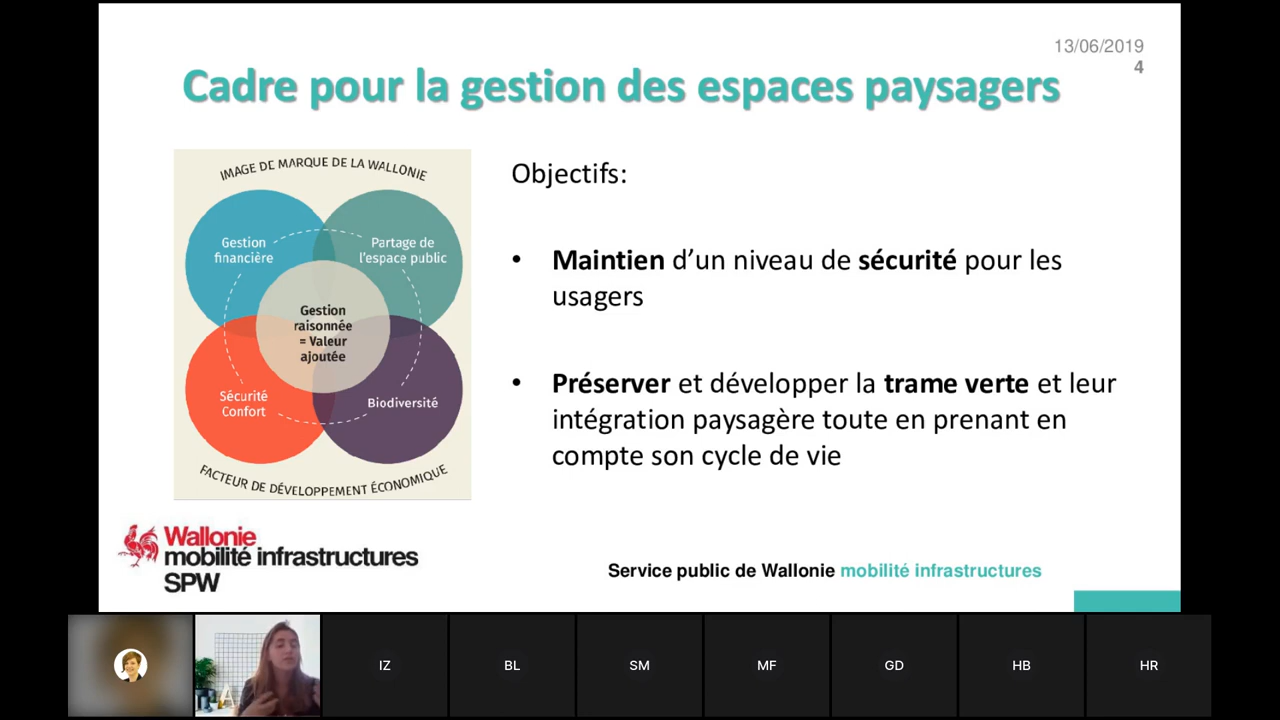 13/06/2019
4
Cadre pour la gestion des espaces paysagers
IMAGE DE MARQUE DE LA WALLONIE
Gestion
financière
Partage de
l'espace public
Gestion
raisonnée
= Valeur
ajoutée
Sécurité
Confort
Biodiversité
FACTEUR DE DÉVELOPPEMENT ÉCONOMIQUE
Objectifs:
• Maintien d'un niveau de sécurité pour les
usagers
• Préserver et développer la trame verte et leur
intégration paysagère toute en prenant en
compte son cycle de vie
Wallonie
mobilité infrastructures
SPW
Service public de Wallonie mobilité infrastructures
A
IZ
BL
SM
MF
GD
HB
HR